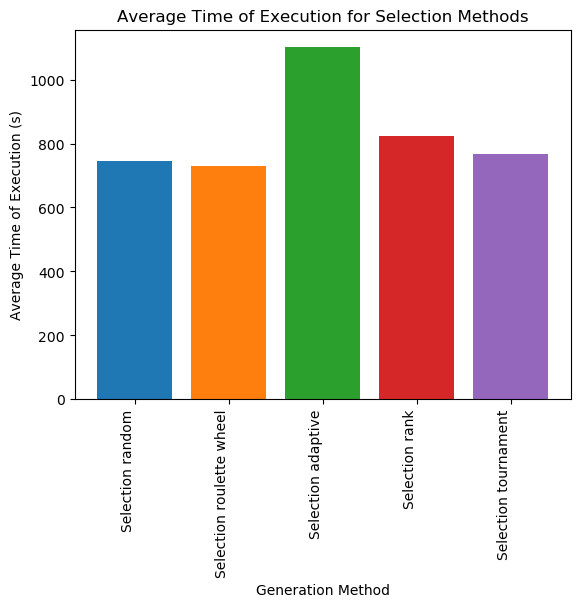 Average Time of Execution for Selection Methods
Average Time of Execution (s)
1000
800
600
400
200
0
Selection random
Selection roulette wheel
Selection adaptive
Selection rank
Selection tournament
Generation Method